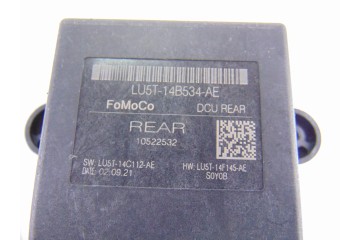 LU5T-14B534-AE
FoMoCo DCU REAR
REAR
10522532
SW: LU5T-14C112-AE HW: LU5T-14F145-AE
DATE: 02.09.21 S0Y0B